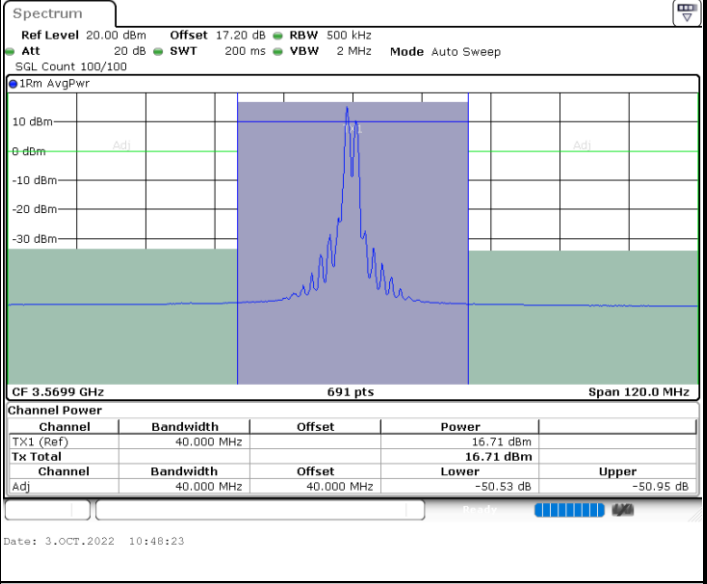 Spectrum
Ref Level 20.00 dBm Offset 17.20 dB RBW 500 kHz
Att 20 dB SWT 200 ms VBW 2 MHz Mode Auto Sweep
SGL Count 100/100
1Rm AvgPwr
10 dBm
Adj Adj
0 dBm
-10 dBm
-20 dBm
-30 dBm
CF 3.5699 GHz 691 pts Span 120.0 MHz
Channel Power
Channel Bandwidth Offset Power
TX1 (Ref) 40.000 MHz 16.71 dBm
Tx Total 16.71 dBm
Channel Bandwidth Offset Lower Upper
Adj 40.000 MHz 40.000 MHz -50.53 dB -50.95 dB
Ready
Date: 3.OCT.2022 10:48:23